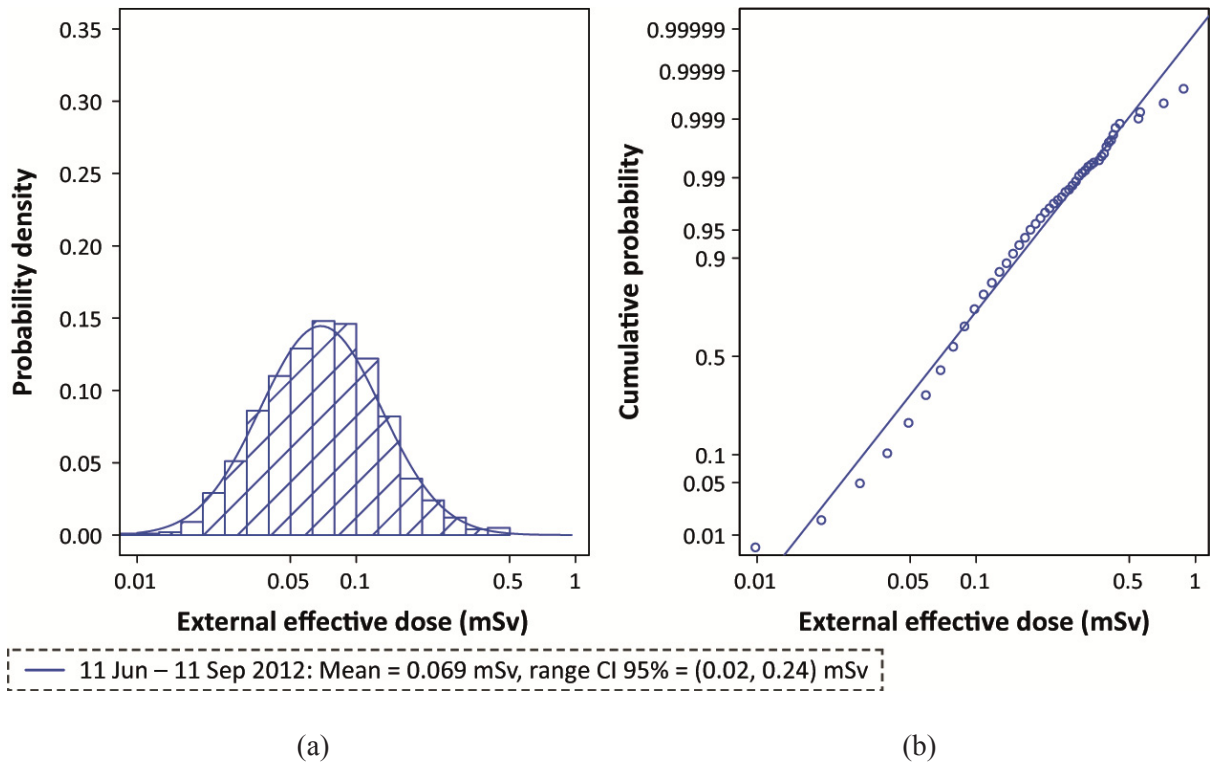 Probability density
0.35
0.30
0.25
0.20
0.15
0.10
0.05
0.00
0.01 0.05 0.1 0.5 1
External effective dose (mSv)
Cumulative probability
0.99999
0.9999
0.999
0.99
0.95
0.9
0.5
0.1
0.05
0.01
0.01 0.05 0.1 0.5 1
External effective dose (mSv)
11 Jun – 11 Sep 2012: Mean = 0.069 mSv, range CI 95% = (0.02, 0.24) mSv
(a) (b)